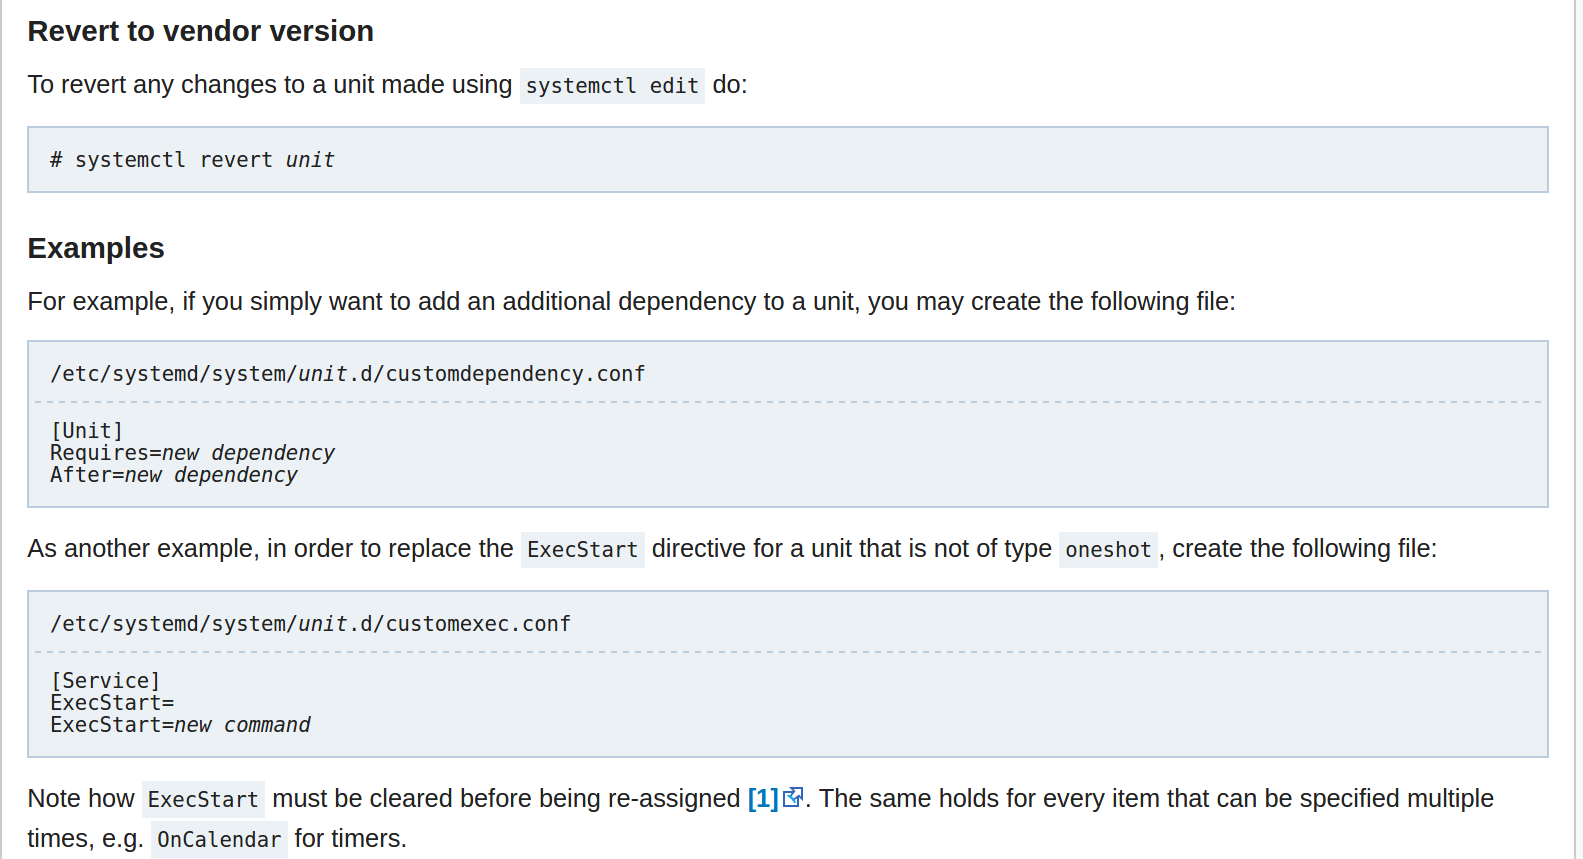 Revert to vendor version
To revert any changes to a unit made using systemctl edit do:
# systemctl revert unit
Examples
For example, if you simply want to add an additional dependency to a unit, you may create the following file:
/etc/systemd/system/unit.d/customdependency.conf
[Unit]
Requires=new dependency
After=new dependency
As another example, in order to replace the ExecStart directive for a unit that is not of type oneshot, create the following file:
/etc/systemd/system/unit.d/customexec.conf
[Service]
ExecStart=
ExecStart=new command
Note how ExecStart must be cleared before being re-assigned [1]. The same holds for every item that can be specified multiple
times, e.g. OnCalendar for timers.